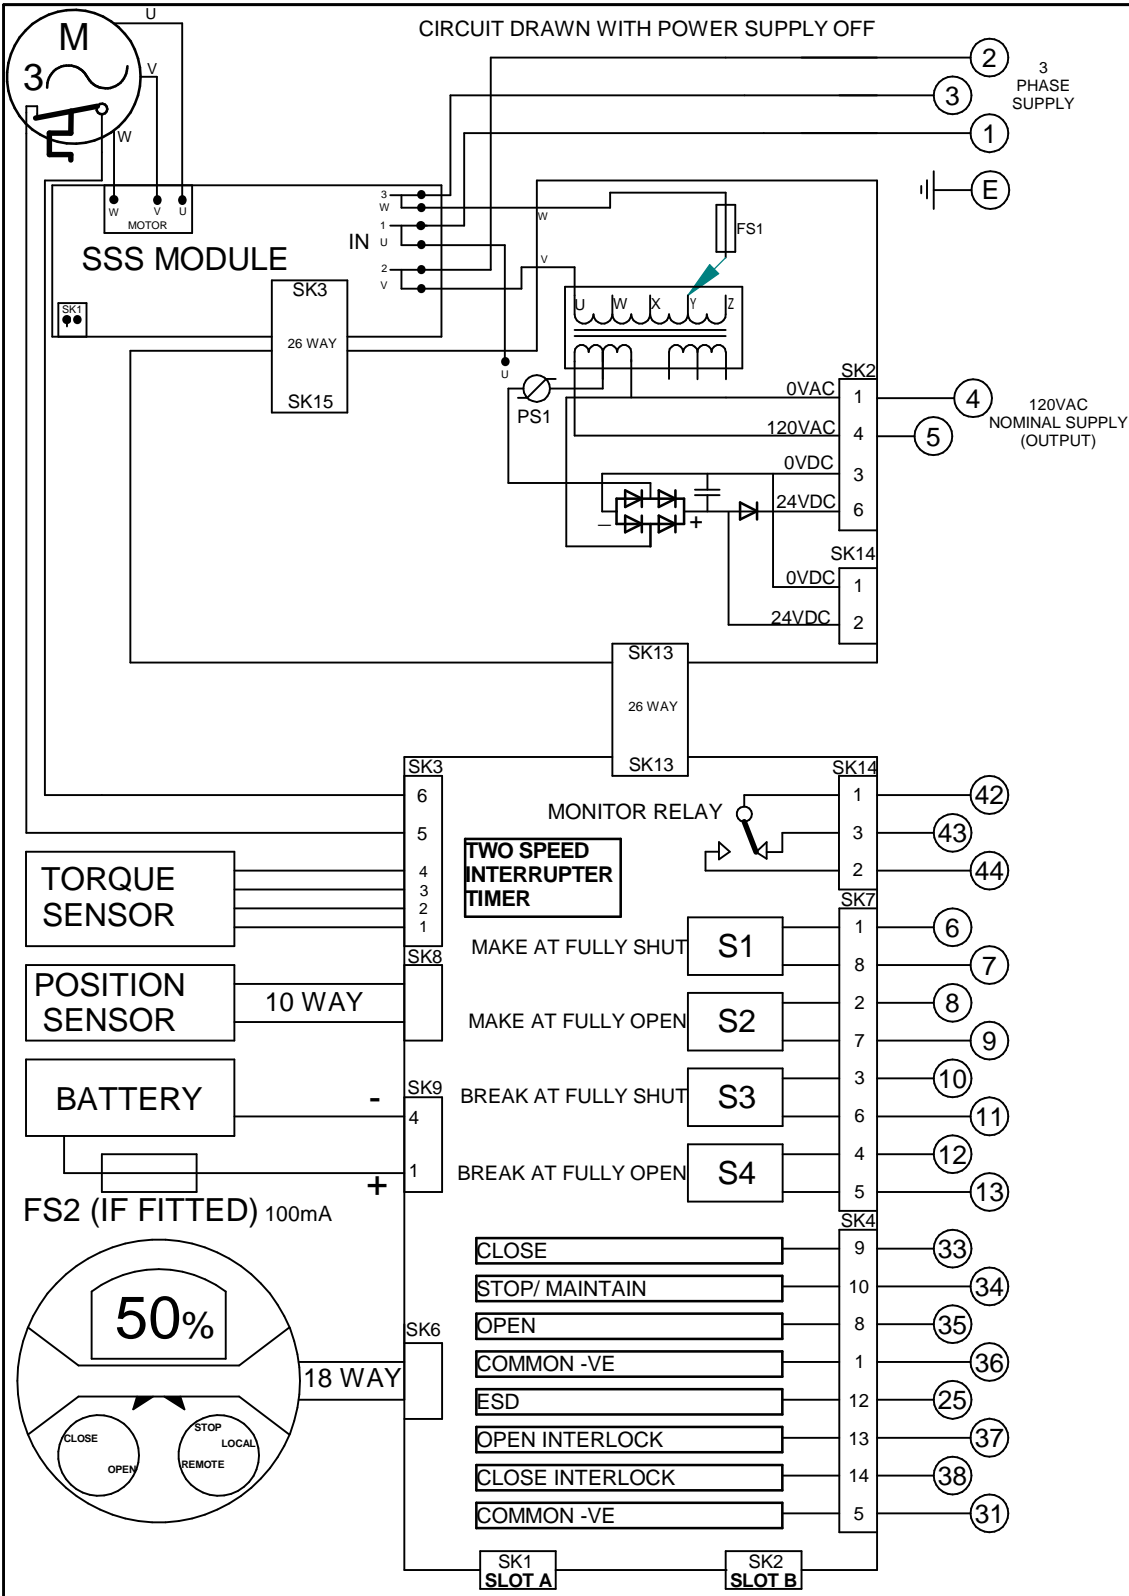 U
CIRCUIT DRAWN WITH POWER SUPPLY OFF
M
3
V
W
2
3
1
E
3
PHASE
SUPPLY
W V U
MOTOR
SSS MODULE
IN
3
W
1
U
2
V
W
V
U
FS1
SK1
SK3
26 WAY
SK15
U W X Y Z
PS1
SK2
0VAC 1 4
120VAC 4 5
0VDC 3
24VDC 6
120VAC
NOMINAL SUPPLY
(OUTPUT)
– +
SK14
0VDC 1
24VDC 2
SK13
26 WAY
SK13
SK3
6
5
4
3
2
1
TORQUE
SENSOR
TWO SPEED
INTERRUPTER
TIMER
MONITOR RELAY
SK14
1 42
3 43
2 44
SK8
POSITION
SENSOR
10 WAY
SK7
MAKE AT FULLY SHUT S1 1 6
8 7
MAKE AT FULLY OPEN S2 2 8
7 9
BREAK AT FULLY SHUT S3 3 10
6 11
BREAK AT FULLY OPEN S4 4 12
5 13
BATTERY
-
+
SK9
4
1
FS2 (IF FITTED) 100mA
50%
CLOSE
OPEN
STOP
LOCAL
REMOTE
18 WAY
SK6
SK4
CLOSE 9 33
STOP/ MAINTAIN 10 34
OPEN 8 35
COMMON -VE 1 36
ESD 12 25
OPEN INTERLOCK 13 37
CLOSE INTERLOCK 14 38
COMMON -VE 5 31
SK1
SLOT A
SK2
SLOT B